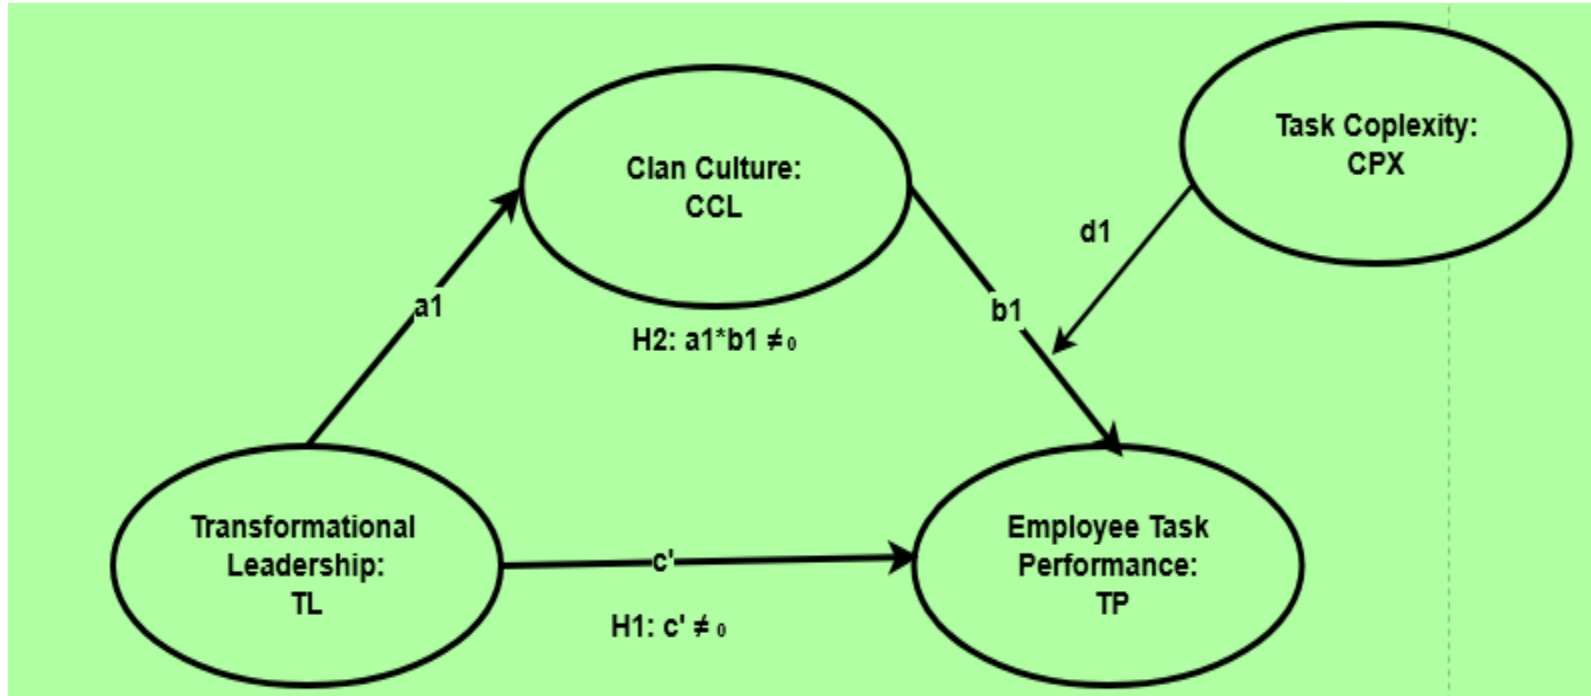 Task Coplexity:
CPX
Clan Culture:
CCL
d1
a1
b1
H2: a1*b1 ≠ 0
Transformational
Leadership:
TL
c'
Employee Task
Performance:
TP
H1: c' ≠ 0